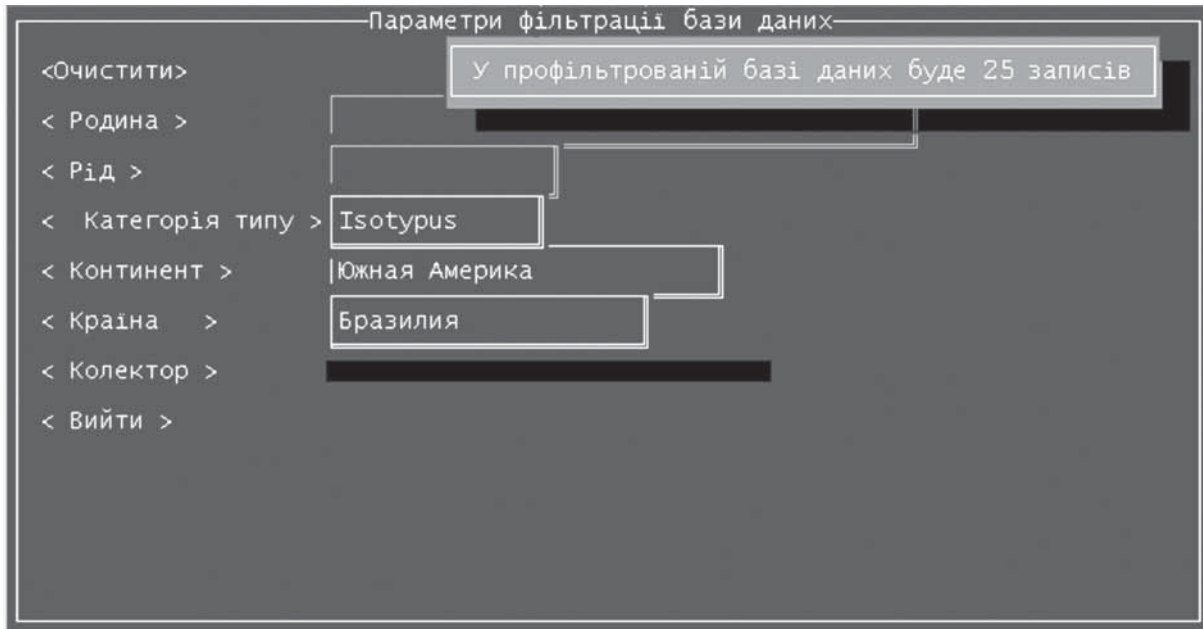 Параметри фільтрації бази даних
У профільтрованій базі даних буде 25 записів
<Очистити>
< Родина >
< Рід >
< Категорія типу > Isotypus
< Континент > Южная Америка
< Країна > Бразилия
< Колектор >
< Вийти >